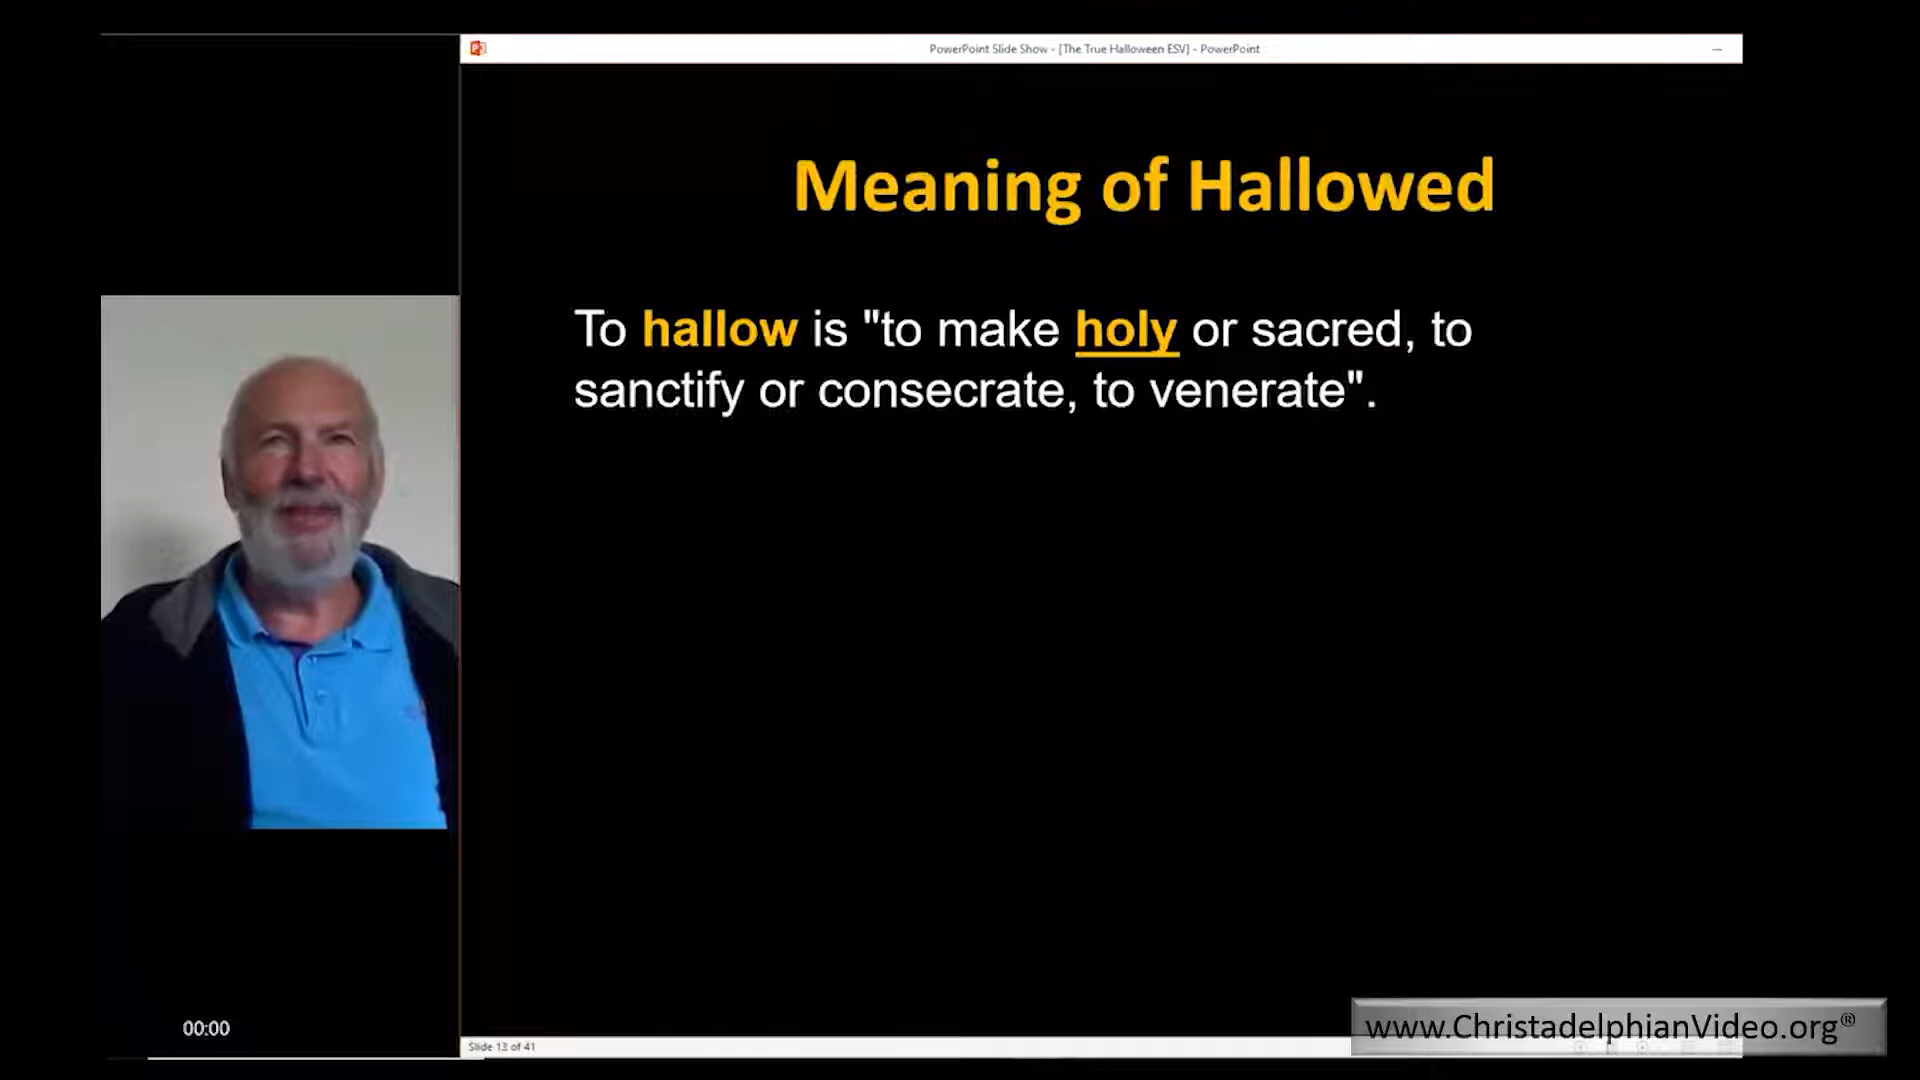 PowerPoint Slide Show - [The True Halloween ESV] - PowerPoint
Meaning of Hallowed
To hallow is "to make holy or sacred, to
sanctify or consecrate, to venerate".
00:00
Slide 13 of 41
www.ChristadelphianVideo.org®